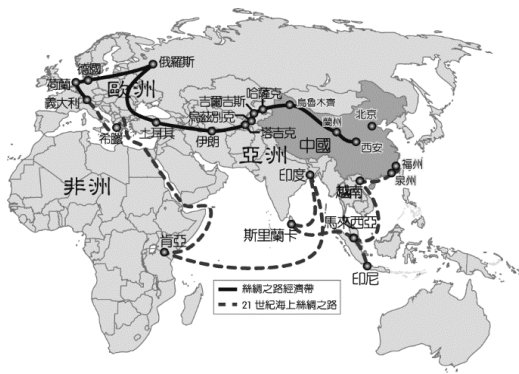 俄羅斯
德國
荷蘭
歐洲
義大利
希臘
土耳其
伊朗
哈薩克
吉爾吉斯
烏茲別克
塔吉克
烏魯木齊
蘭州
北京
西安
中國
亞洲
福州
泉州
越南
印度
斯里蘭卡
馬來西亞
印尼
非洲
肯亞
絲綢之路經濟帶
21世紀海上絲綢之路